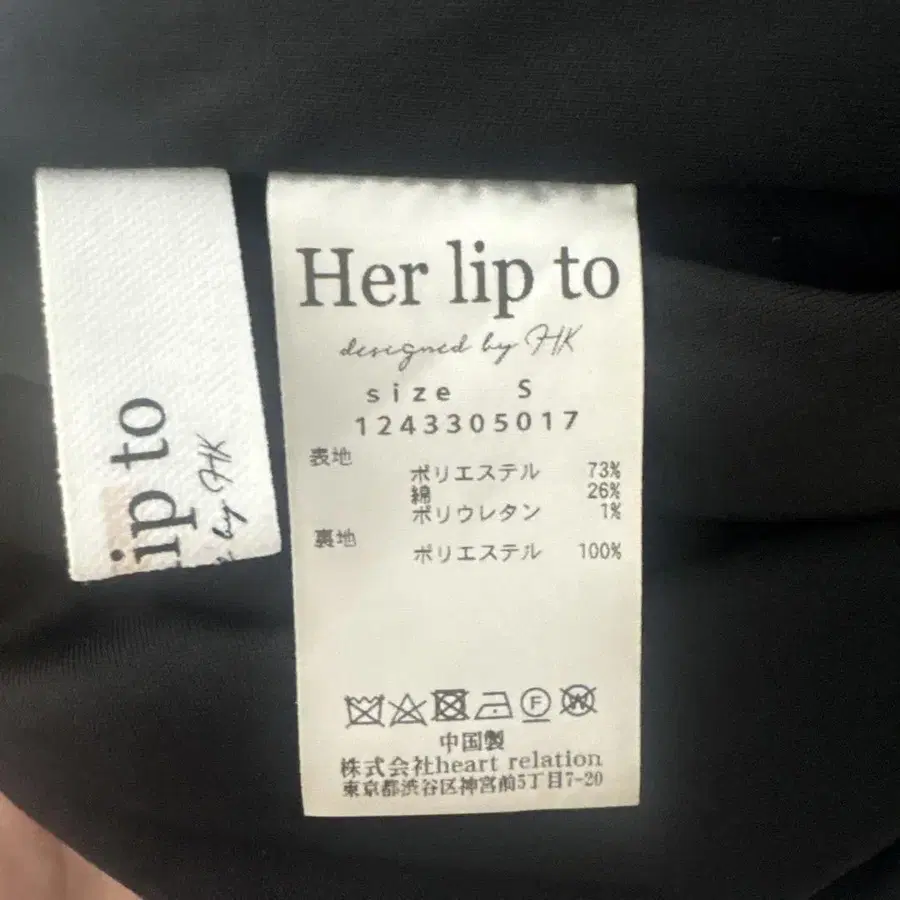 ip to
by HK
Her lip to
designed by HK
size S
1243305017
表地
ポリエステル 73%
綿 26%
ポリウレタン 1%
裏地
ポリエステル 100%
F W
中国製
株式会社heart relation
東京都渋谷区神宮前5丁目7-20